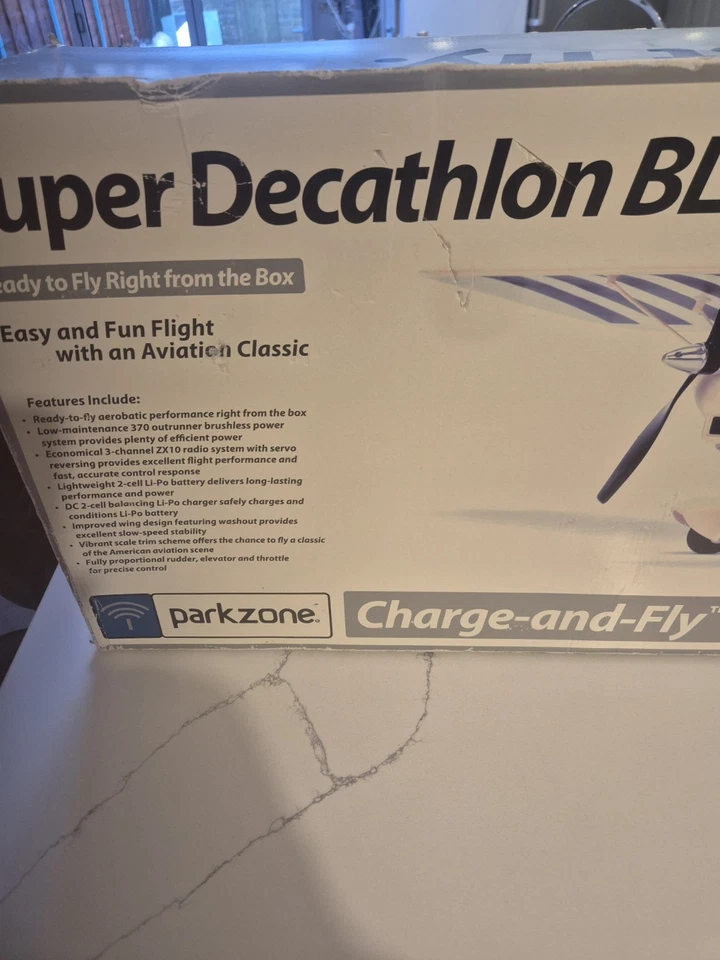 uper Decathlon BL
eady to Fly Right from the Box
Easy and Fun Flight
with an Aviation Classic
Features Include:
• Ready-to-fly aerobatic performance right from the box
• Low-maintenance 370 outrunner brushless power
system provides plenty of efficient power
• Economical 3-channel ZX10 radio system with servo
reversing provides excellent flight performance and
fast, accurate control response
• Lightweight 2-cell Li-Po battery delivers long-lasting
performance and power
• DC 2-cell balancing Li-Po charger safely charges and
conditions Li-Po battery
• Improved wing design featuring washout provides
excellent slow-speed stability
• Vibrant scale trim scheme offers the chance to fly a classic
of the American aviation scene
• Fully proportional rudder, elevator and throttle
for precise control
parkzone®
Charge-and-Fly™